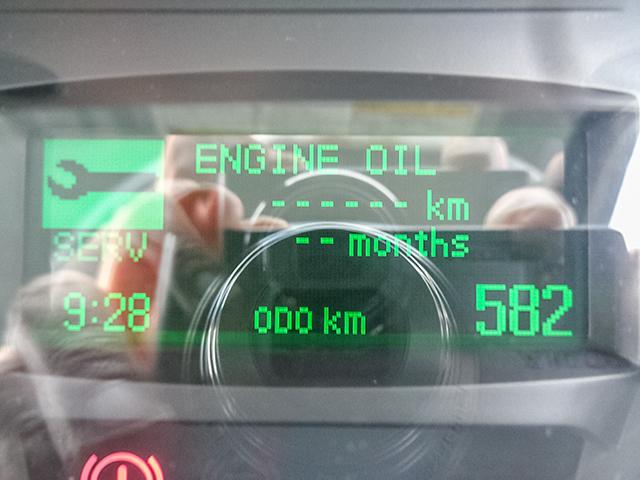 ENGINE OIL
------ km
SERV
-- months
9:28
ODO km
582